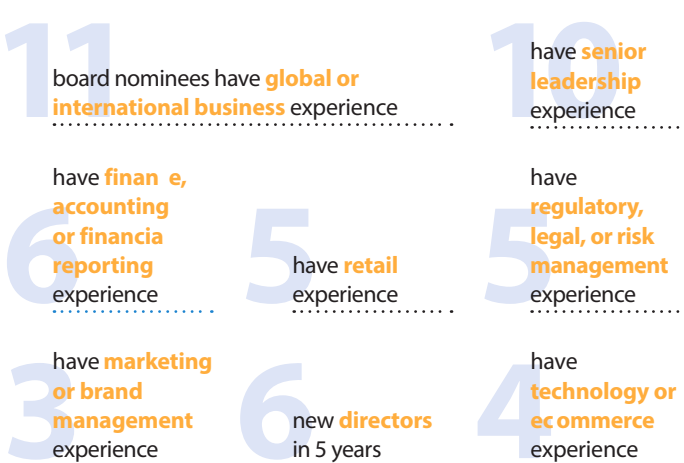 11
board nominees have global or
international business experience
10
have senior
leadership
experience
6
have finan e,
accounting
or financia
reporting
experience
5
have retail
experience
5
have
regulatory,
legal, or risk
management
experience
3
have marketing
or brand
management
experience
6
new directors
in 5 years
4
have
technology or
ec ommerce
experience